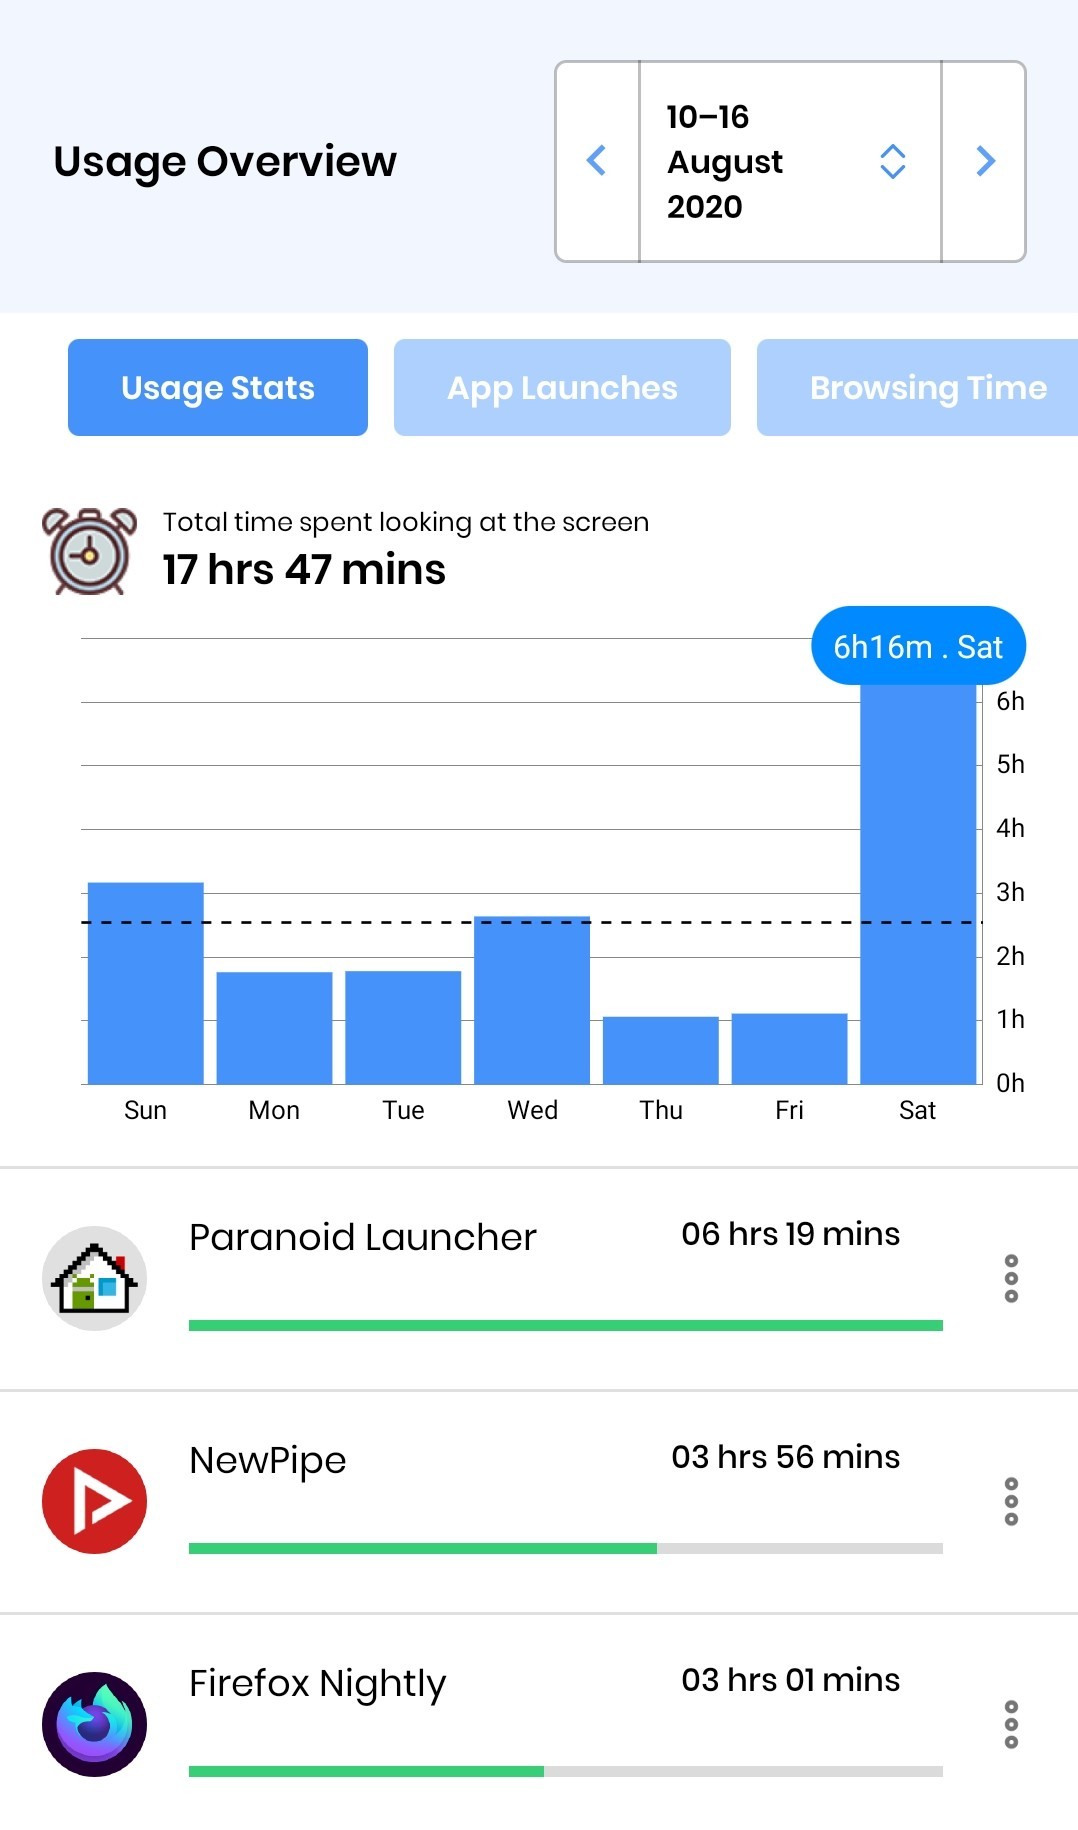 Usage Overview
10–16
August
2020
Usage Stats
App Launches
Browsing Time
Total time spent looking at the screen
17 hrs 47 mins
6h16m . Sat
6h
5h
4h
3h
2h
1h
0h
Sun Mon Tue Wed Thu Fri Sat
Paranoid Launcher 06 hrs 19 mins
NewPipe 03 hrs 56 mins
Firefox Nightly 03 hrs 01 mins